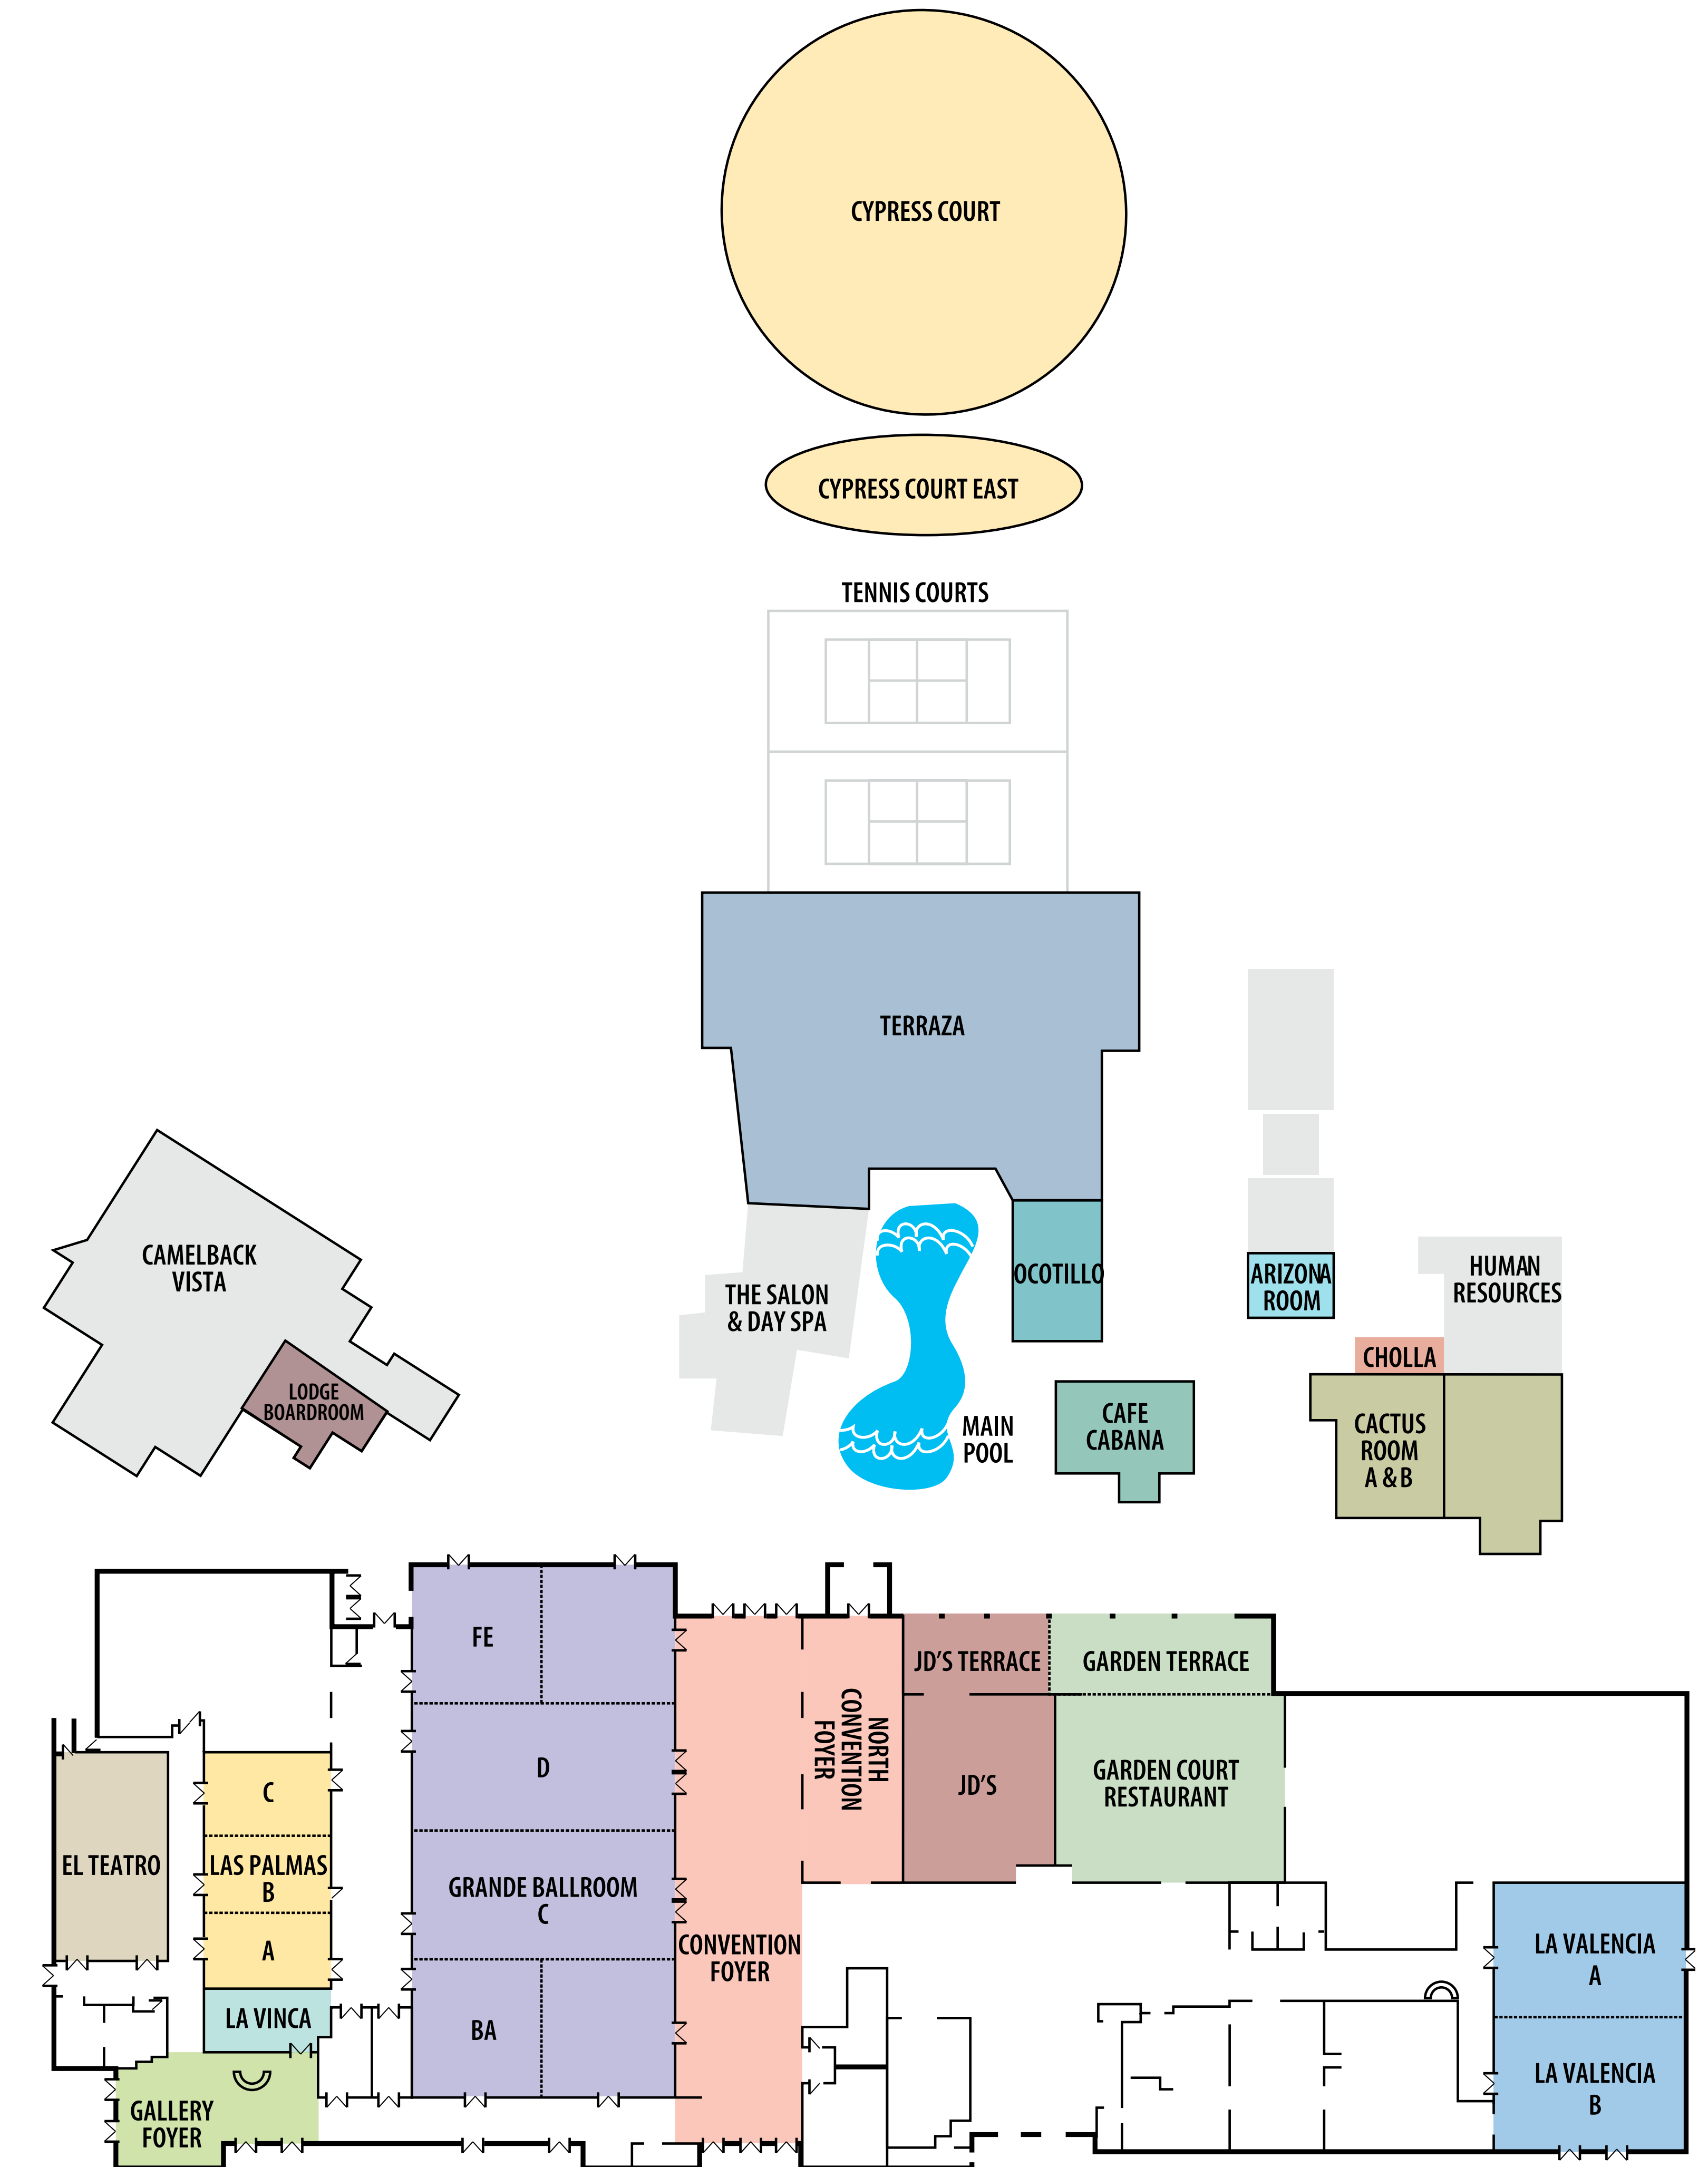 CYPRESS COURT
CYPRESS COURT EAST
TENNIS COURTS
TERRAZA
CAMELBACK
VISTA
LODGE
BOARDROOM
THE SALON
& DAY SPA
OCOTILLO
MAIN
POOL
CAFE
CABANA
ARIZONA
ROOM
HUMAN
RESOURCES
CHOLLA
CACTUS
ROOM
A & B
FE
D
GRANDE BALLROOM
C
BA
EL TEATRO
C
LAS PALMAS
B
A
LA VINCA
GALLERY
FOYER
CONVENTION
FOYER
NORTH
CONVENTION
FOYER
JD'S TERRACE
JD'S
GARDEN TERRACE
GARDEN COURT
RESTAURANT
LA VALENCIA
A
LA VALENCIA
B